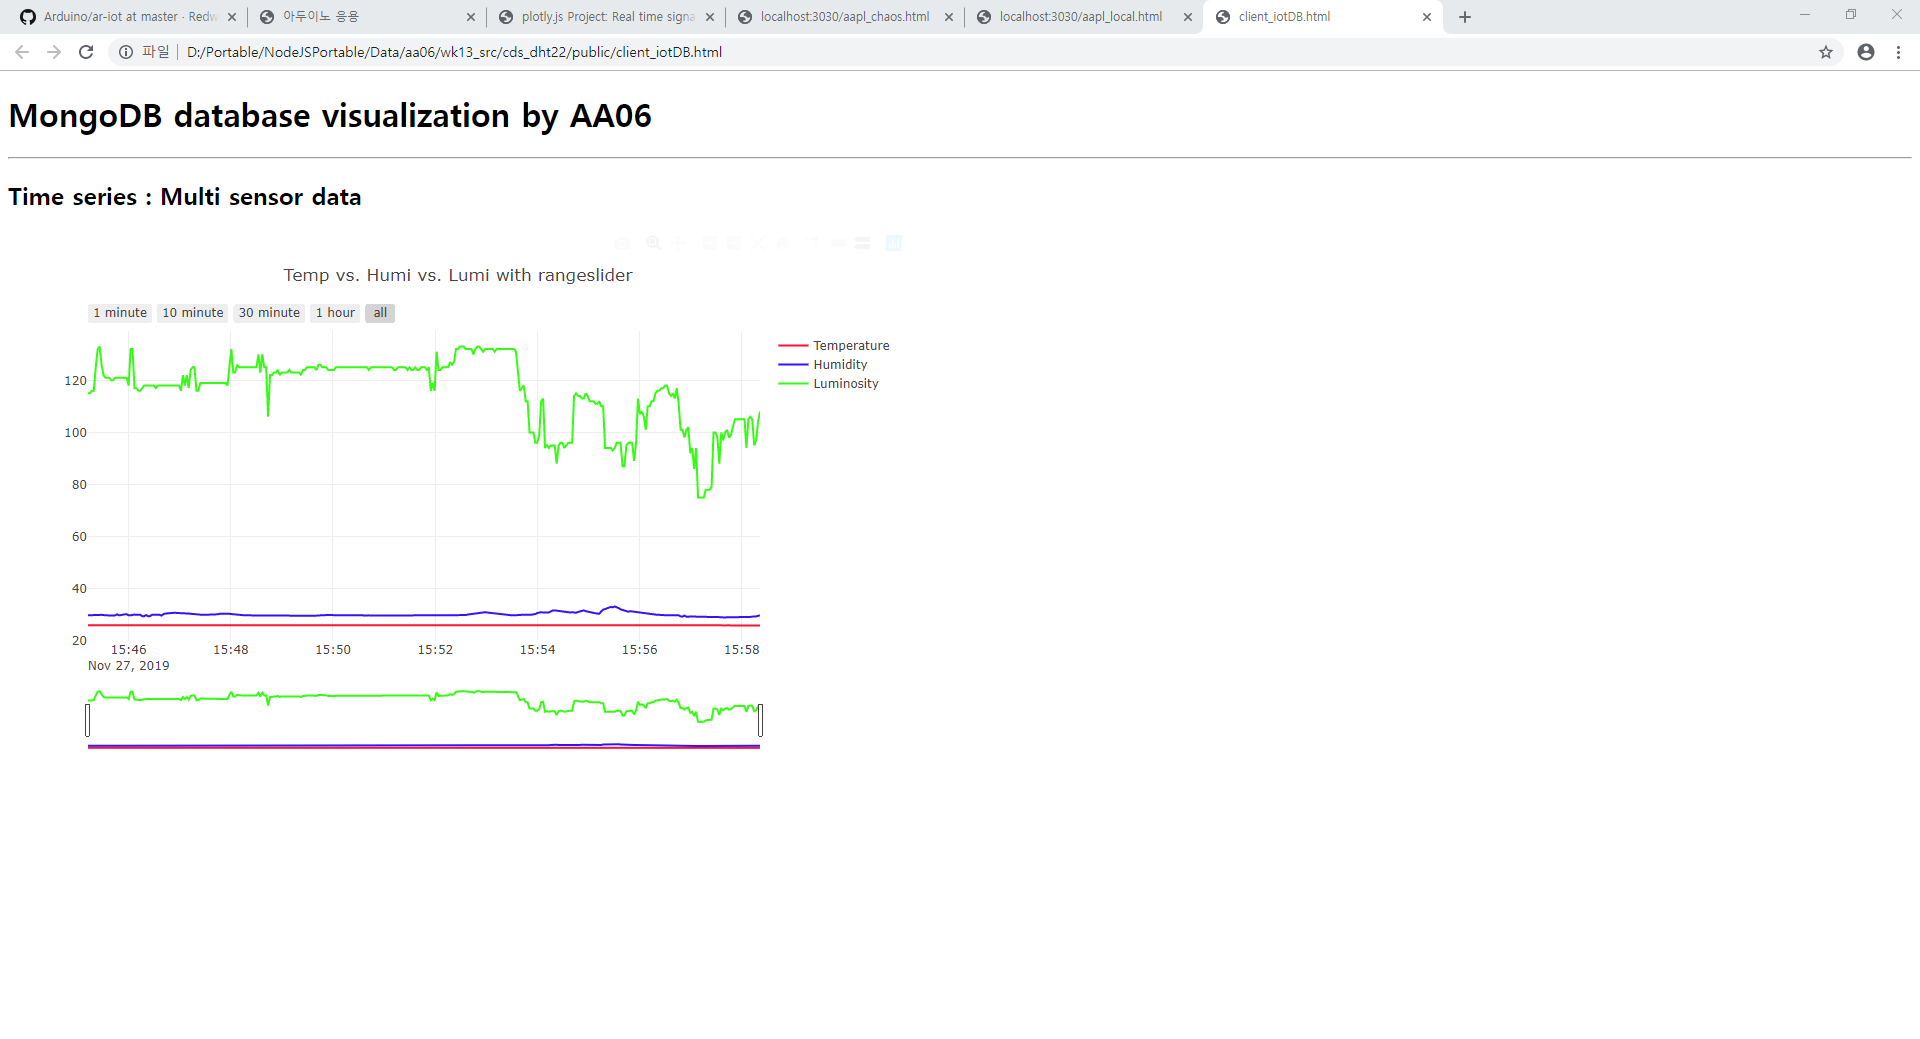 Arduino/ar-iot at master · Redw
아두이노 응용
plotly.js Project: Real time signa
localhost:3030/aapl_chaos.html
localhost:3030/aapl_local.html
client_iotDB.html
파일
D:/Portable/NodeJSPortable/Data/aa06/wk13_src/cds_dht22/public/client_iotDB.html
MongoDB database visualization by AA06
Time series : Multi sensor data
Temp vs. Humi vs. Lumi with rangeslider
1 minute 10 minute 30 minute 1 hour all
Temperature
Humidity
Luminosity
120
100
80
60
40
20
15:46 15:48 15:50 15:52 15:54 15:56 15:58
Nov 27, 2019